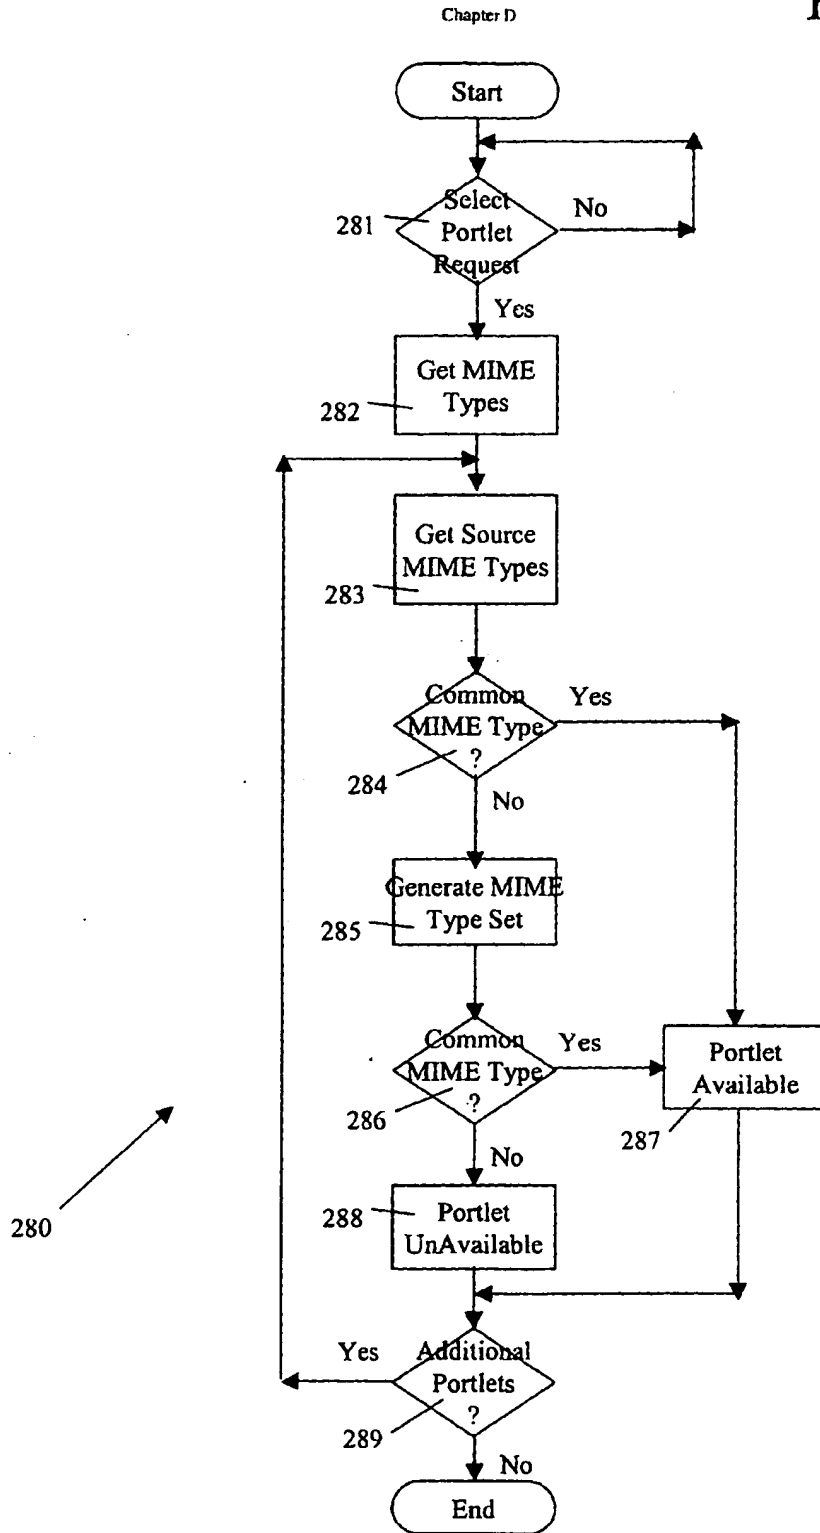 Chapter D
Start
Select
Portlet
Request
281
No
Yes
Get MIME
Types
282
Get Source
MIME Types
283
Common
MIME Type
?
284
Yes
No
Generate MIME
Type Set
285
Common
MIME Type
?
286
Yes
Portlet
Available
287
No
280
288
Portlet
UnAvailable
Yes
Additional
Portlets
?
289
No
End